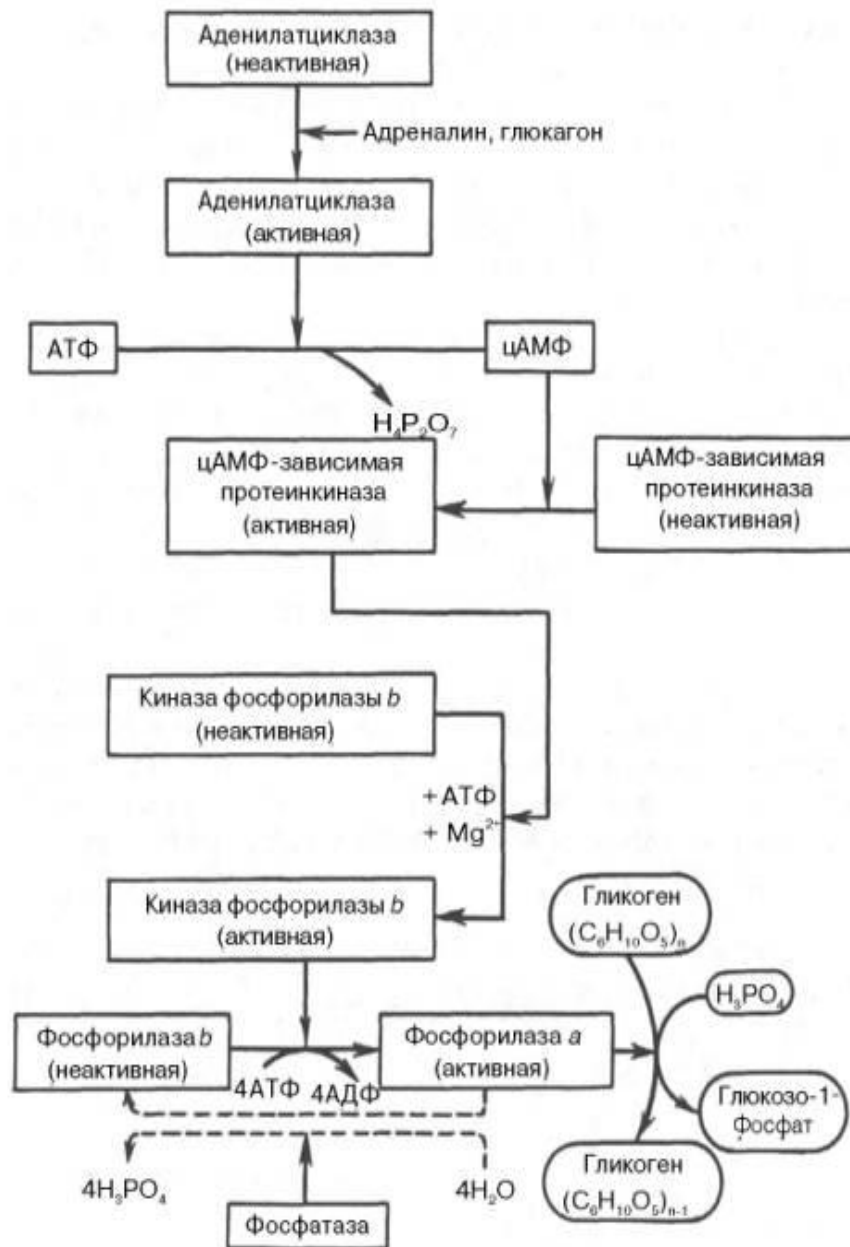 Аденилатциклаза
(неактивная)
Адреналин, глюкагон
Аденилатциклаза
(активная)
АТФ
цАМФ
H₄P₂O₇
цАМФ-зависимая
протеинкиназа
(активная)
цАМФ-зависимая
протеинкиназа
(неактивная)
Киназа фосфорилазы b
(неактивная)
+ АТФ
+ Mg²⁺
Киназа фосфорилазы b
(активная)
Гликоген
(C₆H₁₀O₅)ₙ
H₃PO₄
Фосфорилаза b
(неактивная)
Фосфорилаза a
(активная)
4АТФ
4АДФ
Глюкозо-1-
фосфат
4H₃PO₄
4H₂O
Гликоген
(C₆H₁₀O₅)ₙ₋₁
Фосфатаза